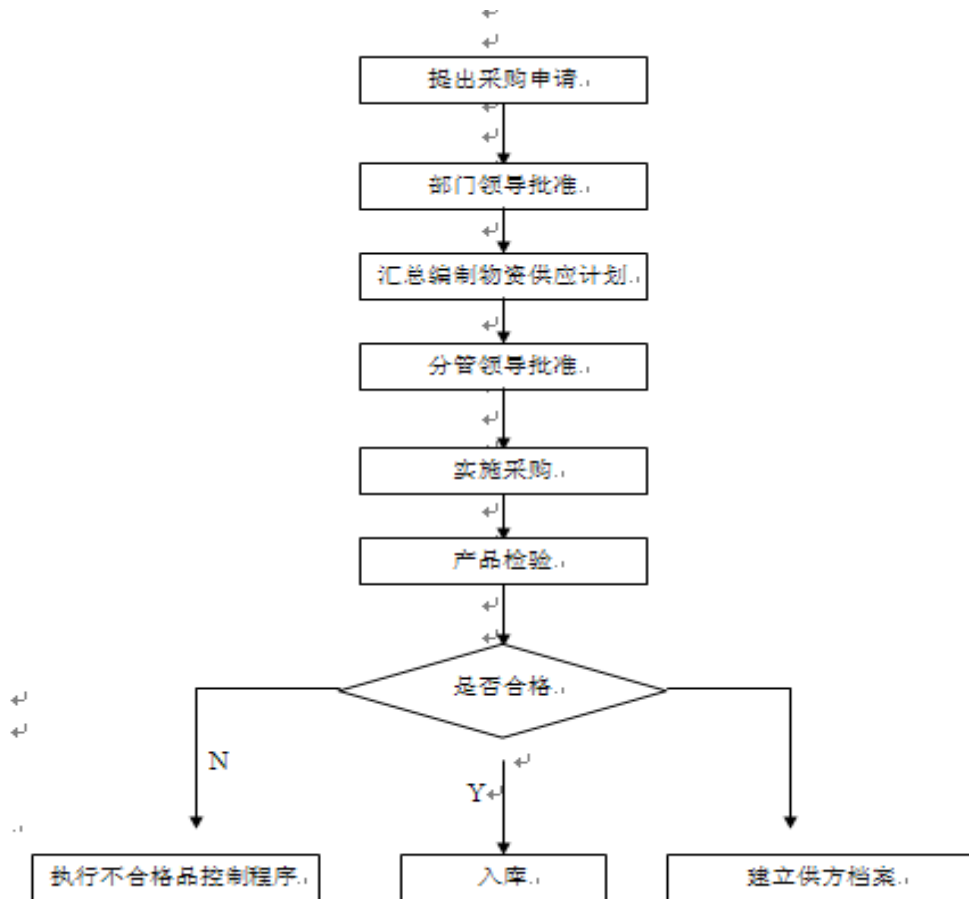 提出采购申请
部门领导批准
汇总编制物资供应计划
分管领导批准
实施采购
产品检验
是否合格
N
Y
执行不合格品控制程序
入库
建立供方档案